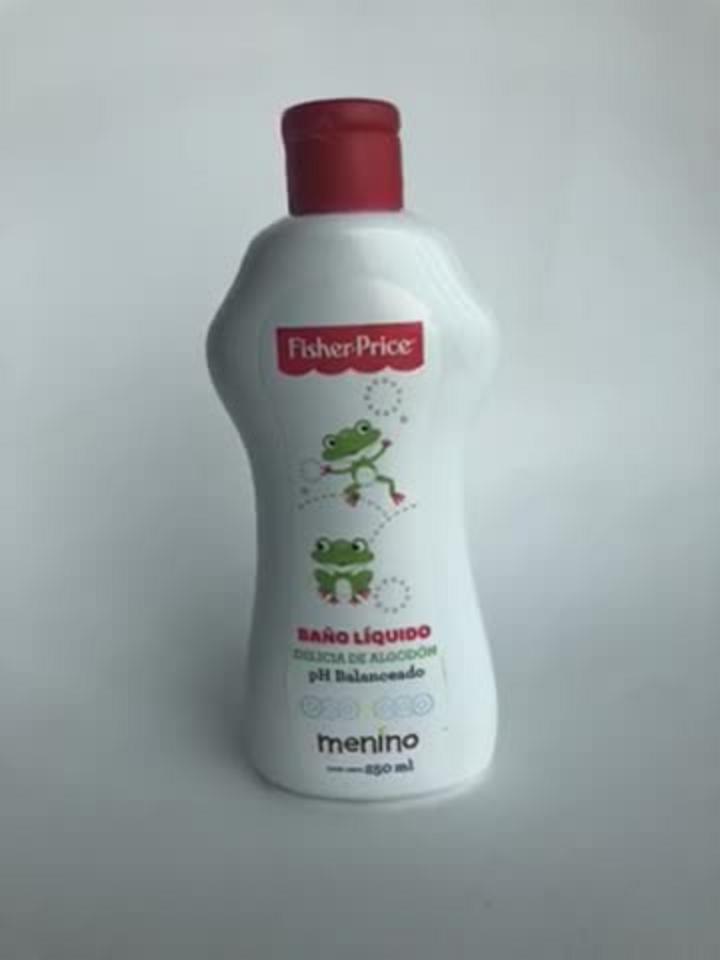 Fisher-Price
BAÑO LÍQUIDO
DELICIA DE ALGODÓN
pH Balanceado
menino
250 ml